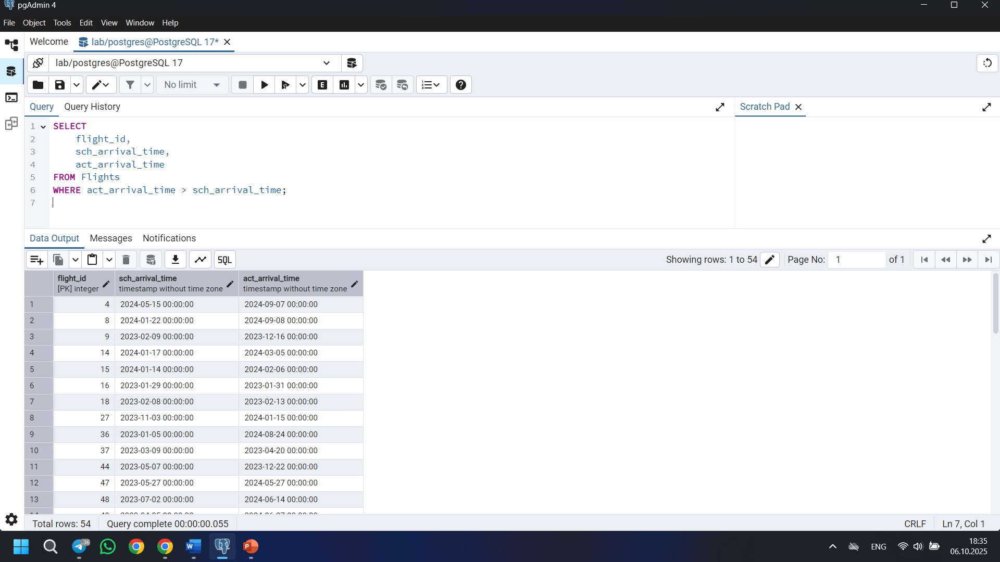 pgAdmin 4
File Object Tools Edit View Window Help
Welcome lab/postgres@PostgreSQL 17*
lab/postgres@PostgreSQL 17
No limit
E
SQL
Query Query History
Scratch Pad
1 SELECT
2 flight_id,
3 sch_arrival_time,
4 act_arrival_time
5 FROM Flights
6 WHERE act_arrival_time > sch_arrival_time;
7
Data Output Messages Notifications
Showing rows: 1 to 54 Page No: 1 of 1
flight_id sch_arrival_time act_arrival_time
[PK] integer timestamp without time zone timestamp without time zone
1 4 2024-05-15 00:00:00 2024-09-07 00:00:00
2 8 2024-01-22 00:00:00 2024-09-08 00:00:00
3 9 2023-02-09 00:00:00 2023-12-16 00:00:00
4 14 2024-01-17 00:00:00 2024-03-05 00:00:00
5 15 2024-01-14 00:00:00 2024-02-06 00:00:00
6 16 2023-01-29 00:00:00 2023-01-31 00:00:00
7 18 2023-02-08 00:00:00 2023-02-13 00:00:00
8 27 2023-11-03 00:00:00 2024-01-15 00:00:00
9 36 2023-01-05 00:00:00 2024-08-24 00:00:00
10 37 2023-03-09 00:00:00 2023-04-20 00:00:00
11 44 2023-05-07 00:00:00 2023-12-22 00:00:00
12 47 2023-05-27 00:00:00 2024-05-27 00:00:00
13 48 2023-07-02 00:00:00 2024-06-14 00:00:00
Total rows: 54 Query complete 00:00:00.055 CRLF Ln 7, Col 1
..36
W
P
ENG
18:35
06.10.2025